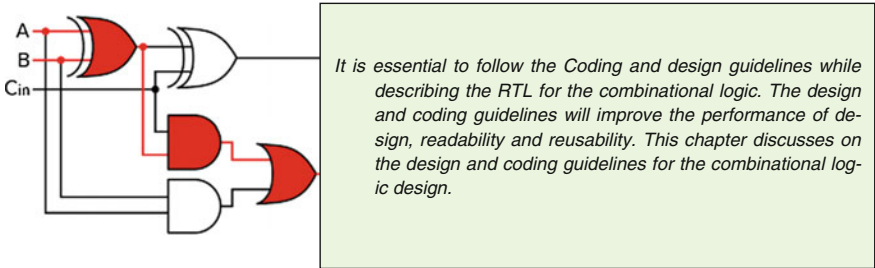 A
B
Cin
It is essential to follow the Coding and design guidelines while
describing the RTL for the combinational logic. The design
and coding guidelines will improve the performance of de-
sign, readability and reusability. This chapter discusses on
the design and coding guidelines for the combinational log-
ic design.